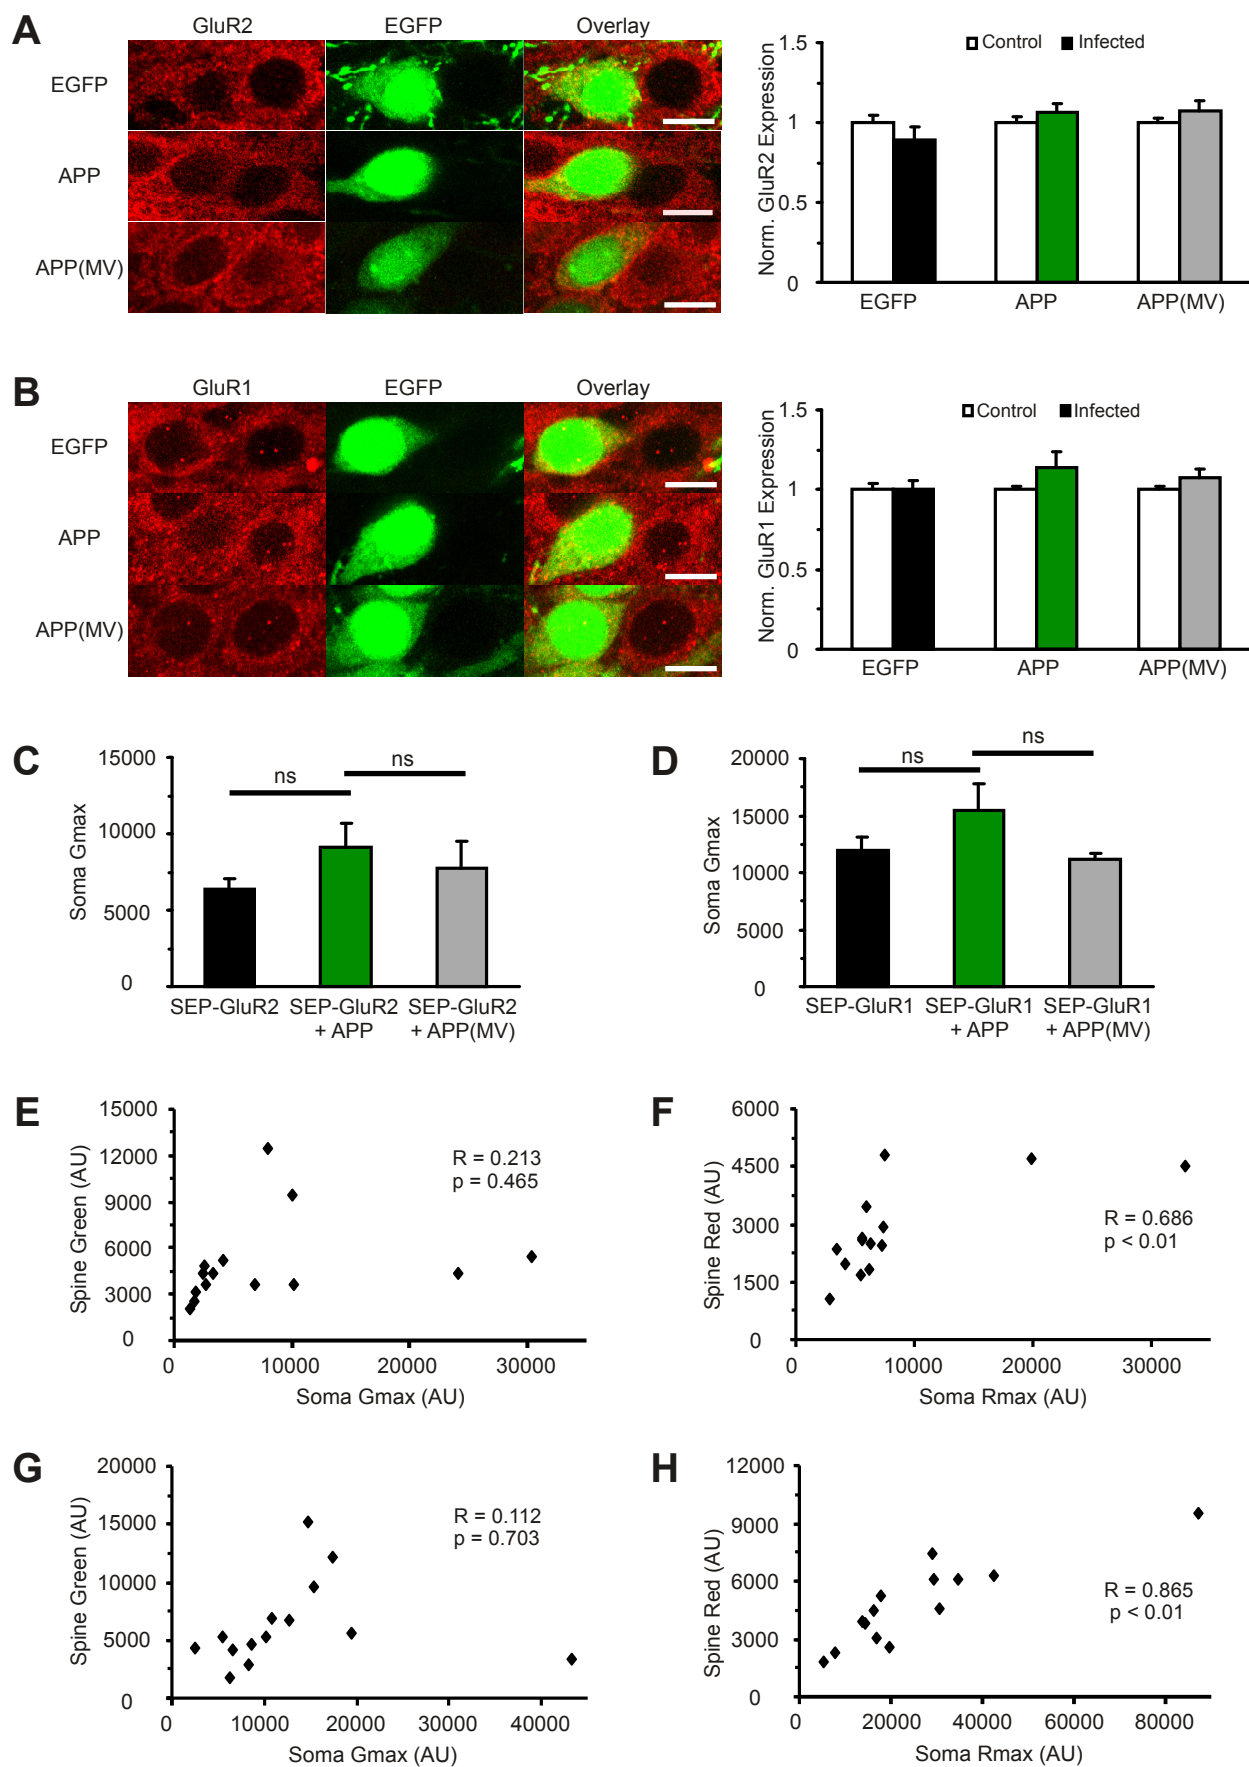 A
GluR2 EGFP Overlay
EGFP
APP
APP(MV)
Norm. GluR2 Expression
1.5
1
0.5
0
Control Infected
EGFP APP APP(MV)
B
GluR1 EGFP Overlay
EGFP
APP
APP(MV)
Norm. GluR1 Expression
1.5
1
0.5
0
Control Infected
EGFP APP APP(MV)
C
Soma Gmax
15000
10000
5000
0
ns
ns
SEP-GluR2 SEP-GluR2 SEP-GluR2
+ APP + APP(MV)
D
Soma Gmax
20000
15000
10000
5000
0
ns
ns
SEP-GluR1 SEP-GluR1 SEP-GluR1
+ APP + APP(MV)
E
Spine Green (AU)
15000
12000
9000
6000
3000
0
R = 0.213
p = 0.465
0 10000 20000 30000
Soma Gmax (AU)
F
Spine Red (AU)
6000
4500
3000
1500
0
R = 0.686
p < 0.01
0 10000 20000 30000
Soma Rmax (AU)
G
Spine Green (AU)
20000
15000
10000
5000
0
R = 0.112
p = 0.703
0 10000 20000 30000 40000
Soma Gmax (AU)
H
Spine Red (AU)
12000
9000
6000
3000
0
R = 0.865
p < 0.01
0 20000 40000 60000 80000
Soma Rmax (AU)